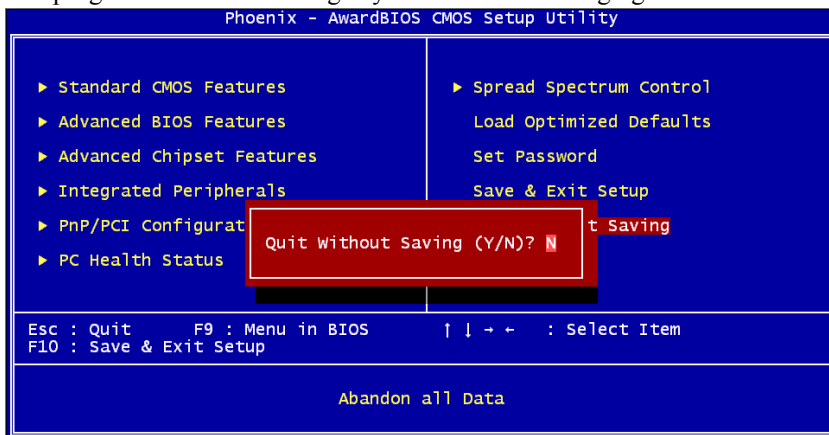 Phoenix - AwardBIOS CMOS Setup Utility
▶ Standard CMOS Features
▶ Advanced BIOS Features
▶ Advanced Chipset Features
▶ Integrated Peripherals
▶ PnP/PCI Configurat
▶ PC Health Status
▶ Spread Spectrum Control
Load Optimized Defaults
Set Password
Save & Exit Setup
t Saving
Quit Without Saving (Y/N)? N
Esc : Quit F9 : Menu in BIOS ↑ ↓ → ← : Select Item
F10 : Save & Exit Setup
Abandon all Data